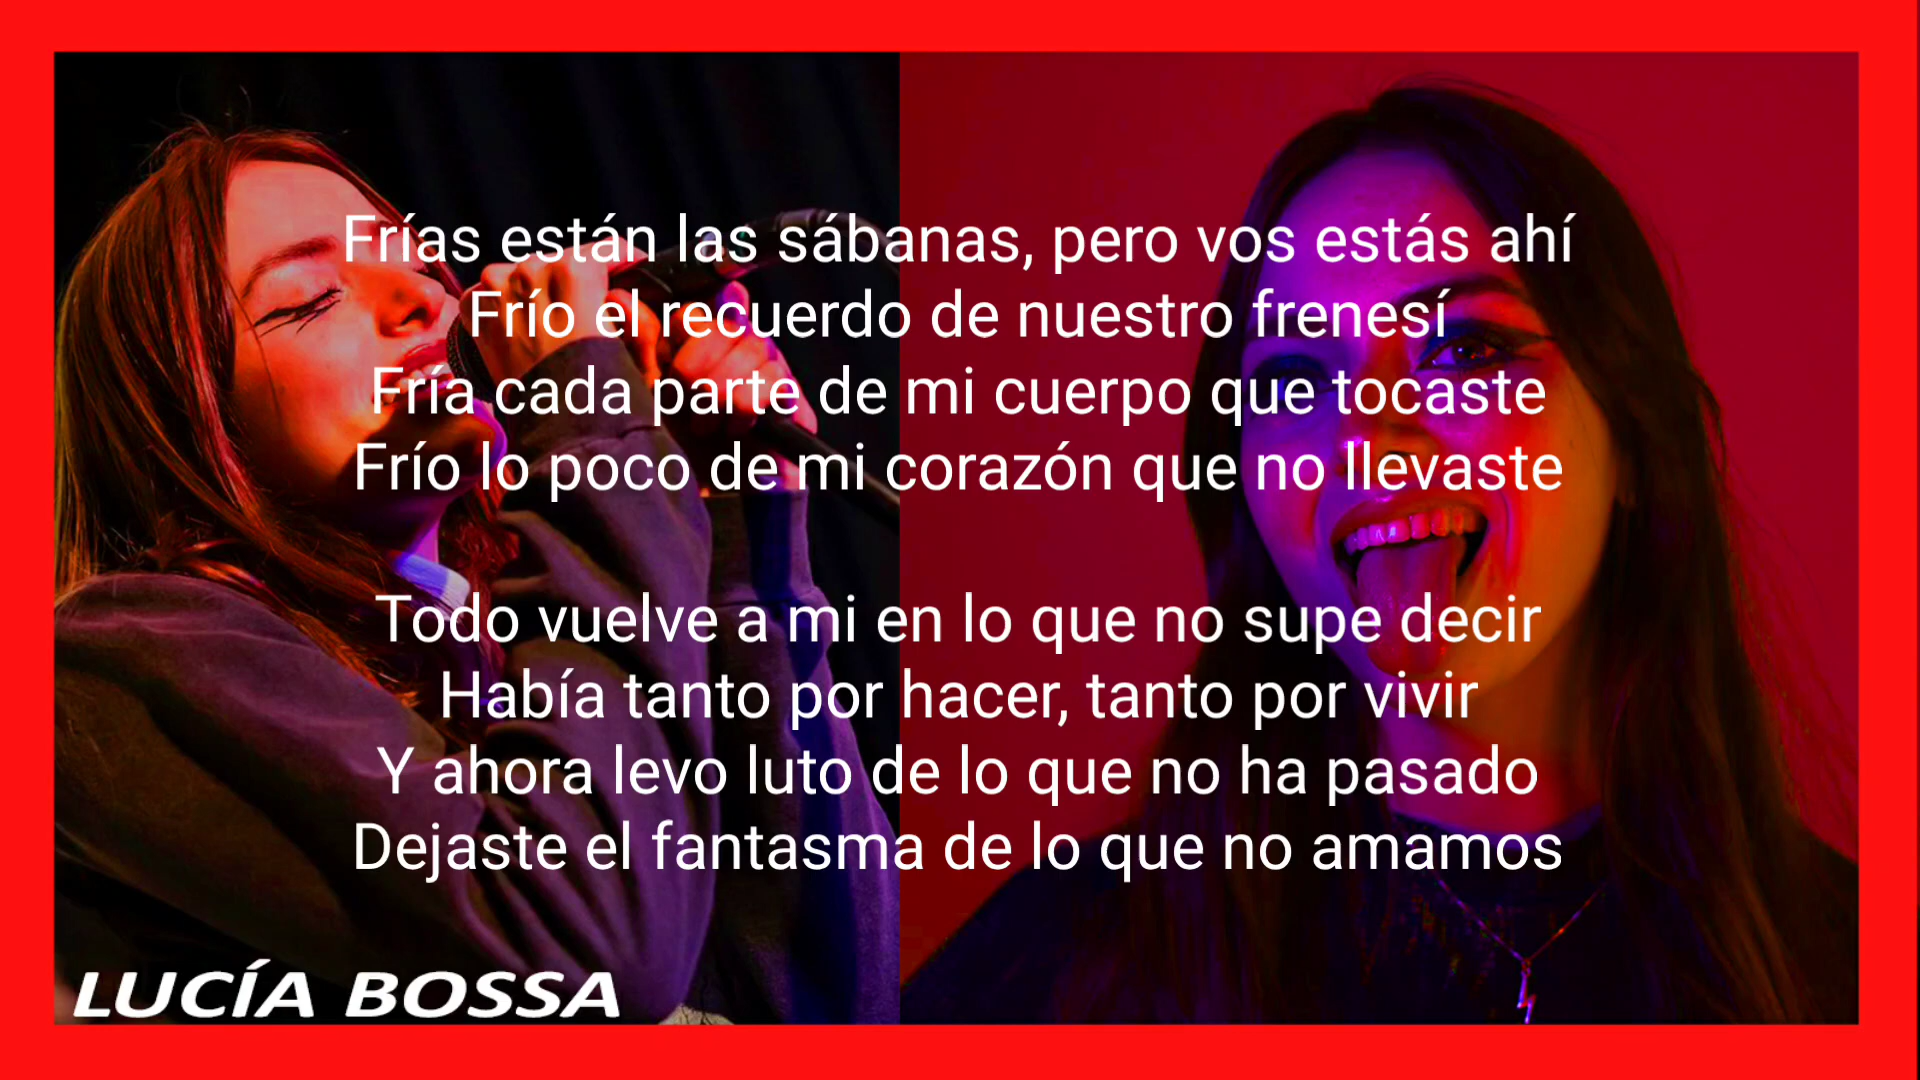 Frías están las sábanas, pero vos estás ahí
Frío el recuerdo de nuestro frenesí
Fría cada parte de mi cuerpo que tocaste
Frío lo poco de mi corazón que no llevaste
Todo vuelve a mi en lo que no supe decir
Había tanto por hacer, tanto por vivir
Y ahora levo luto de lo que no ha pasado
Dejaste el fantasma de lo que no amamos
LUCÍA BOSSA